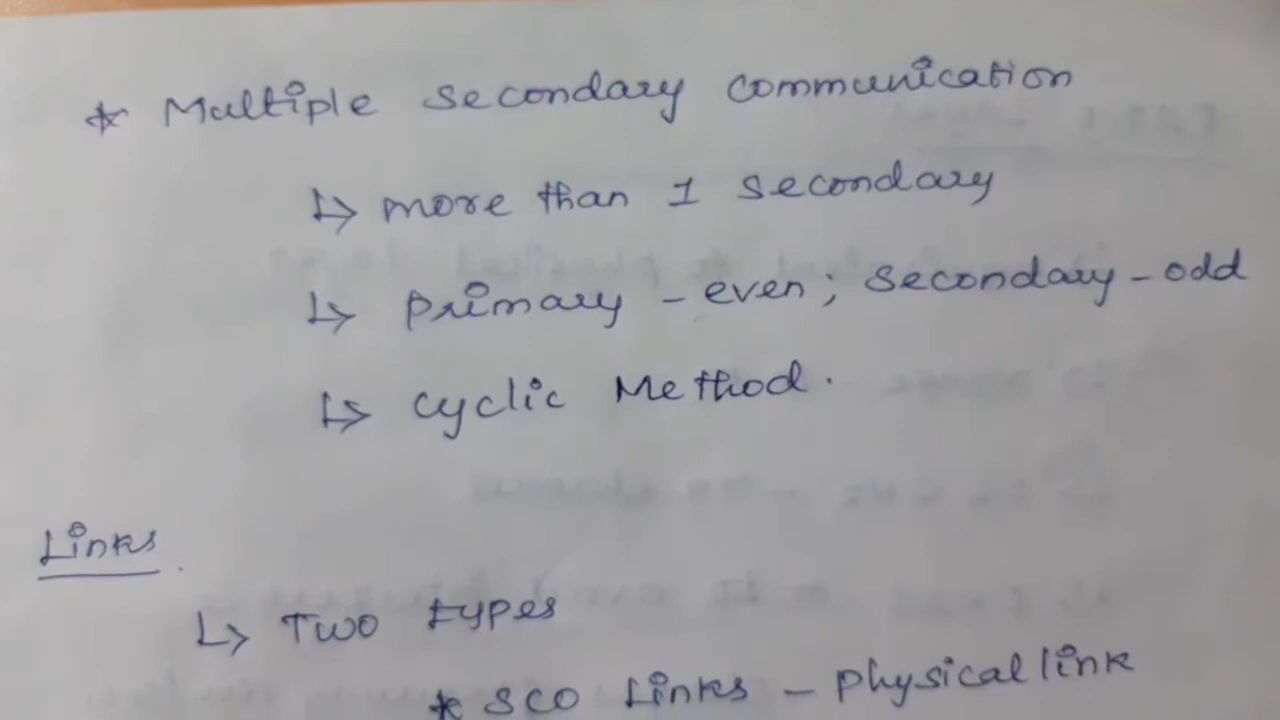 * Multiple secondary communication
↳ more than 1 secondary
↳ primary - even; secondary - odd
↳ cyclic Method.
Links
↳ Two types
* SCO Links - physical link